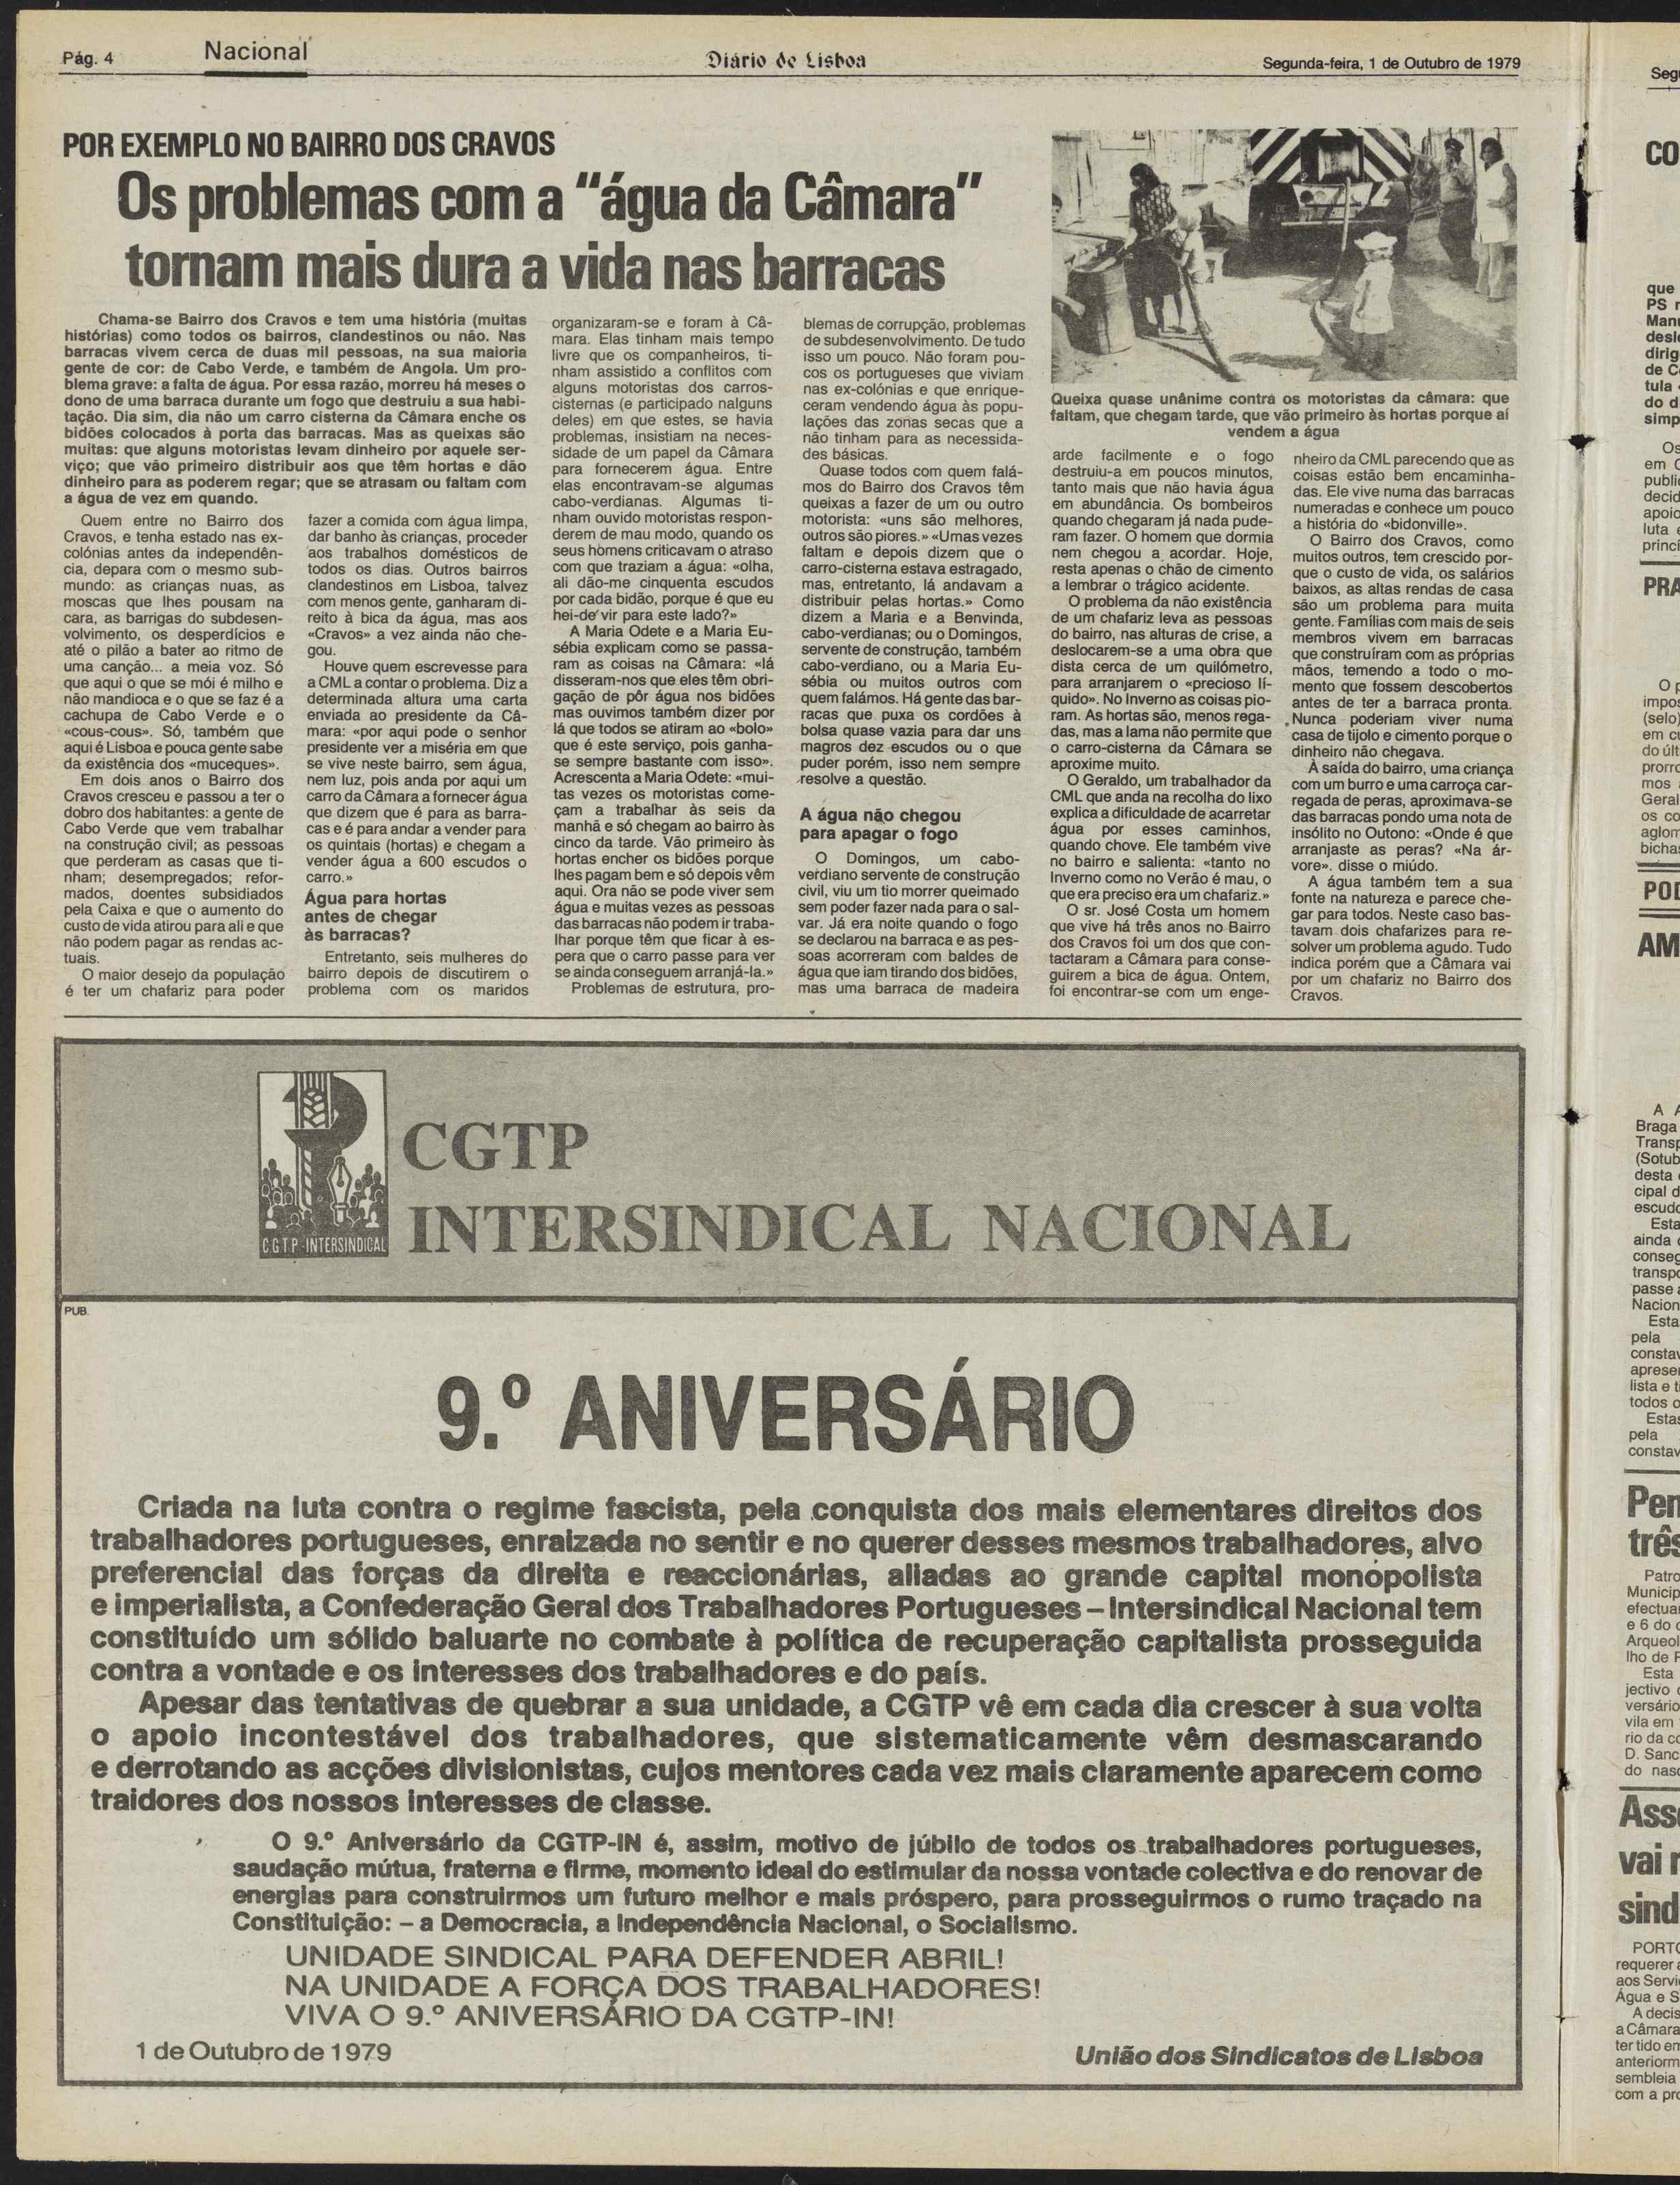 Pág. 4
Nacional
Diário de Lisboa
Segunda-feira, 1 de Outubro de 1979
POR EXEMPLO NO BAIRRO DOS CRAVOS
Os problemas com a "água da Câmara"
tornam mais dura a vida nas barracas
Chama-se Bairro dos Cravos e tem uma história (muitas
histórias) como todos os bairros, clandestinos ou não. Nas
barracas vivem cerca de duas mil pessoas, na sua maioria
gente de cor: de Cabo Verde, e também de Angola. Um pro-
blema grave: a falta de água. Por essa razão, morreu há meses o
dono de uma barraca durante um fogo que destruiu a sua habi-
tação. Dia sim, dia não um carro cisterna da Câmara enche os
bidões colocados à porta das barracas. Mas as queixas são
muitas: que alguns motoristas levam dinheiro por aquele ser-
viço; que vão primeiro distribuir aos que têm hortas e dão
dinheiro para as poderem regar; que se atrasam ou faltam com
a água de vez em quando.
Quem entre no Bairro dos
Cravos, e tenha estado nas ex-
colónias antes da independên-
cia, depara com o mesmo sub-
mundo: as crianças nuas, as
moscas que lhes pousam na
cara, as barrigas do subdesen-
volvimento, os desperdícios e
até o pilão a bater ao ritmo de
uma canção... a meia voz. Só
que aqui o que se mói é milho e
não mandioca e o que se faz é a
cachupa de Cabo Verde e o
«cous-cous». Só, também que
aqui é Lisboa e pouca gente sabe
da existência dos «muceques».
Em dois anos o Bairro dos
Cravos cresceu e passou a ter o
dobro dos habitantes: a gente de
Cabo Verde que vem trabalhar
na construção civil; as pessoas
que perderam as casas que ti-
nham; desempregados; refor-
mados, doentes subsidiados
pela Caixa e que o aumento do
custo de vida atirou para ali e que
não podem pagar as rendas ac-
tuais.
O maior desejo da população
é ter um chafariz para poder
fazer a comida com água limpa,
dar banho às crianças, proceder
aos trabalhos domésticos de
todos os dias. Outros bairros
clandestinos em Lisboa, talvez
com menos gente, ganharam di-
reito à bica da água, mas aos
«Cravos» a vez ainda não che-
gou.
Houve quem escrevesse para
a CML a contar o problema. Diz a
determinada altura uma carta
enviada ao presidente da Câ-
mara: «por aqui pode o senhor
presidente ver a miséria em que
se vive neste bairro, sem água,
nem luz, pois anda por aqui um
carro da Câmara a fornecer água
que dizem que é para as barra-
cas e é para andar a vender para
os quintais (hortas) e chegam a
vender água a 600 escudos o
carro.»
Água para hortas
antes de chegar
às barracas?
Entretanto, seis mulheres do
bairro depois de discutirem o
problema com os maridos
organizaram-se e foram à Câ-
mara. Elas tinham mais tempo
livre que os companheiros, ti-
nham assistido a conflitos com
alguns motoristas dos carros-
cisternas (e participado nalguns
deles) em que estes, se havia
problemas, insistiam na neces-
sidade de um papel da Câmara
para fornecerem água. Entre
elas encontravam-se algumas
cabo-verdianas. Algumas ti-
nham ouvido motoristas respon-
derem de mau modo, quando os
seus homens criticavam o atraso
com que traziam a água: «olha,
ali dão-me cinquenta escudos
por cada bidão, porque é que eu
hei-de vir para este lado?»
A Maria Odete e a Maria Eu-
sébia explicam como se passa-
ram as coisas na Câmara: «lá
disseram-nos que eles têm obri-
gação de pôr água nos bidões
mas ouvimos também dizer por
lá que todos se atiram ao «bolo»
que é este serviço, pois ganha-
se sempre bastante com isso».
Acrescenta a Maria Odete: «mui-
tas vezes os motoristas come-
çam a trabalhar às seis da
manhã e só chegam ao bairro às
cinco da tarde. Vão primeiro às
hortas encher os bidões porque
lhes pagam bem e só depois vêm
aqui. Ora não se pode viver sem
água e muitas vezes as pessoas
das barracas não podem ir traba-
lhar porque têm que ficar à es-
pera que o carro passe para ver
se ainda conseguem arranjá-la.»
Problemas de estrutura, pro-
blemas de corrupção, problemas
de subdesenvolvimento. De tudo
isso um pouco. Não foram pou-
cos os portugueses que viviam
nas ex-colónias e que enrique-
ceram vendendo água às popu-
lações das zonas secas que a
não tinham para as necessida-
des básicas.
Quase todos com quem falá-
mos do Bairro dos Cravos têm
queixas a fazer de um ou outro
motorista: «uns são melhores,
outros são piores.» «Umas vezes
faltam e depois dizem que o
carro-cisterna estava estragado,
mas, entretanto, lá andavam a
distribuir pelas hortas.» Como
dizem a Maria e a Benvinda,
cabo-verdianas; ou o Domingos,
servente de construção, também
cabo-verdiano, ou a Maria Eu-
sébia ou muitos outros com
quem falámos. Há gente das bar-
racas que puxa os cordões à
bolsa quase vazia para dar uns
magros dez escudos ou o que
puder porém, isso nem sempre
resolve a questão.
A água não chegou
para apagar o fogo
O Domingos, um cabo-
verdiano servente de construção
civil, viu um tio morrer queimado
sem poder fazer nada para o sal-
var. Já era noite quando o fogo
se declarou na barraca e as pes-
soas acorreram com baldes de
água que iam tirando dos bidões,
mas uma barraca de madeira
Queixa quase unânime contra os motoristas da câmara: que
faltam, que chegam tarde, que vão primeiro às hortas porque aí
vendem a água
arde facilmente e o fogo
destruiu-a em poucos minutos,
tanto mais que não havia água
em abundância. Os bombeiros
quando chegaram já nada pude-
ram fazer. O homem que dormia
nem chegou a acordar. Hoje,
resta apenas o chão de cimento
a lembrar o trágico acidente.
O problema da não existência
de um chafariz leva as pessoas
do bairro, nas alturas de crise, a
deslocarem-se a uma obra que
dista cerca de um quilómetro,
para arranjarem o «precioso lí-
quido». No Inverno as coisas pio-
ram. As hortas são, menos rega-
das, mas a lama não permite que
o carro-cisterna da Câmara se
aproxime muito.
O Geraldo, um trabalhador da
CML que anda na recolha do lixo
explica a dificuldade de acarretar
água por esses caminhos,
quando chove. Ele também vive
no bairro e salienta: «tanto no
Inverno como no Verão é mau, o
que era preciso era um chafariz.»
O sr. José Costa um homem
que vive há três anos no Bairro
dos Cravos foi um dos que con-
tactaram a Câmara para conse-
guirem a bica de água. Ontem,
foi encontrar-se com um enge-
nheiro da CML parecendo que as
coisas estão bem encaminha-
das. Ele vive numa das barracas
numeradas e conhece um pouco
a história do «bidonville».
O Bairro dos Cravos, como
muitos outros, tem crescido por-
que o custo de vida, os salários
baixos, as altas rendas de casa
são um problema para muita
gente. Famílias com mais de seis
membros vivem em barracas
que construíram com as próprias
mãos, temendo a todo o mo-
mento que fossem descobertos
antes de ter a barraca pronta.
Nunca poderiam viver numa
casa de tijolo e cimento porque o
dinheiro não chegava.
À saída do bairro, uma criança
com um burro e uma carroça car-
regada de peras, aproximava-se
das barracas pondo uma nota de
insólito no Outono: «Onde é que
arranjaste as peras? «Na ár-
vore». disse o miúdo.
A água também tem a sua
fonte na natureza e parece che-
gar para todos. Neste caso bas-
tavam dois chafarizes para re-
solver um problema agudo. Tudo
indica porém que a Câmara vai
por um chafariz no Bairro dos
Cravos.
CGTP-INTERSINDICAL
CGTP
INTERSINDICAL NACIONAL
PUB.
9.º ANIVERSÁRIO
Criada na luta contra o regime fascista, pela conquista dos mais elementares direitos dos
trabalhadores portugueses, enraizada no sentir e no querer desses mesmos trabalhadores, alvo
preferencial das forças da direita e reaccionárias, aliadas ao grande capital monopolista
e imperialista, a Confederação Geral dos Trabalhadores Portugueses – Intersindical Nacional tem
constituído um sólido baluarte no combate à política de recuperação capitalista prosseguida
contra a vontade e os interesses dos trabalhadores e do país.
Apesar das tentativas de quebrar a sua unidade, a CGTP vê em cada dia crescer à sua volta
o apoio incontestável dos trabalhadores, que sistematicamente vêm desmascarando
e derrotando as acções divisionistas, cujos mentores cada vez mais claramente aparecem como
traidores dos nossos interesses de classe.
O 9.º Aniversário da CGTP-IN é, assim, motivo de júbilo de todos os trabalhadores portugueses,
saudação mútua, fraterna e firme, momento ideal do estimular da nossa vontade colectiva e do renovar de
energias para construirmos um futuro melhor e mais próspero, para prosseguirmos o rumo traçado na
Constituição: – a Democracia, a Independência Nacional, o Socialismo.
UNIDADE SINDICAL PARA DEFENDER ABRIL!
NA UNIDADE A FORÇA DOS TRABALHADORES!
VIVA O 9.º ANIVERSÁRIO DA CGTP-IN!
1 de Outubro de 1979
União dos Sindicatos de Lisboa